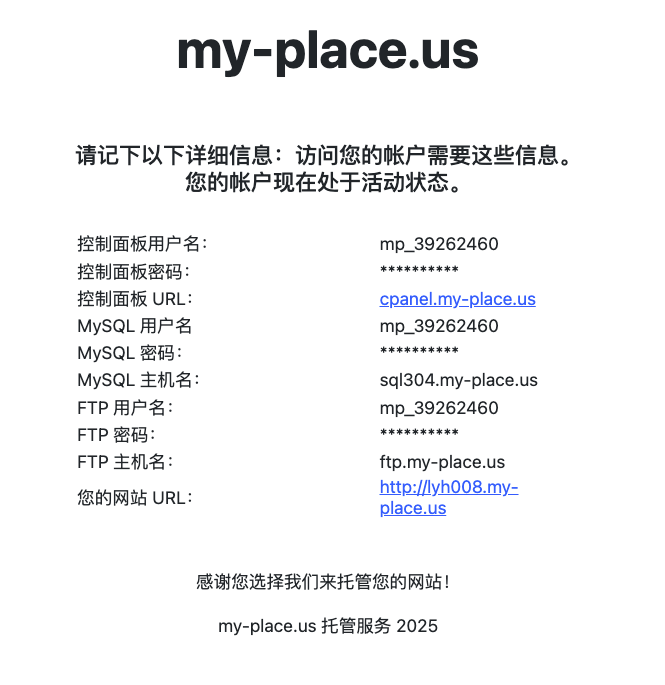 my-place.us
请记下以下详细信息：访问您的帐户需要这些信息。
您的帐户现在处于活动状态。
控制面板用户名： mp_39262460
控制面板密码： **********
控制面板 URL： cpanel.my-place.us
MySQL 用户名 mp_39262460
MySQL 密码： **********
MySQL 主机名： sql304.my-place.us
FTP 用户名： mp_39262460
FTP 密码： **********
FTP 主机名： ftp.my-place.us
您的网站 URL： http://lyh008.my-
place.us
感谢您选择我们来托管您的网站！
my-place.us 托管服务 2025